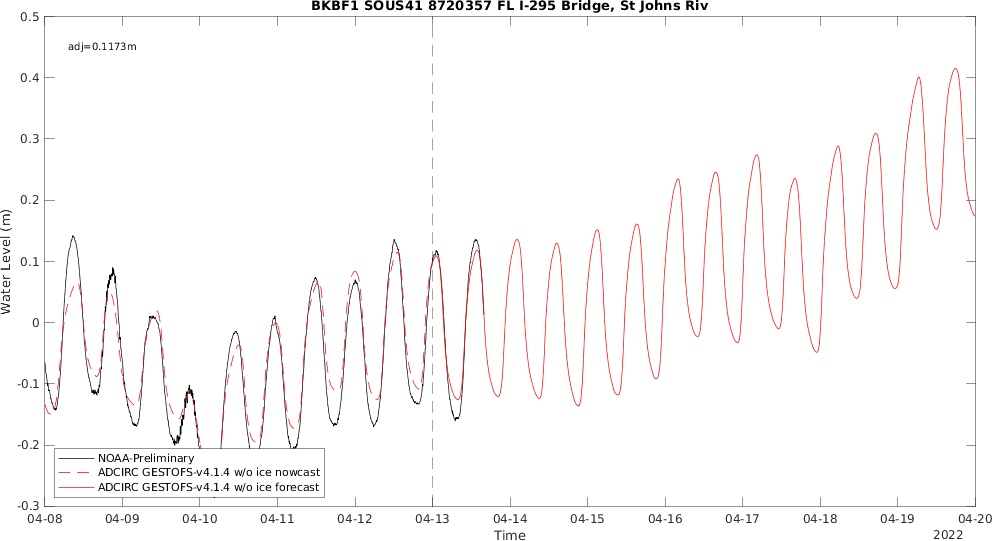 BKBF1 SOUS41 8720357 FL I-295 Bridge, St Johns Riv
0.5
adj=0.1173m
0.4
0.3
0.2
0.1
0
-0.1
-0.2
-0.3
Water Level (m)
NOAA-Preliminary
ADCIRC GESTOFS-v4.1.4 w/o ice nowcast
ADCIRC GESTOFS-v4.1.4 w/o ice forecast
04-08 04-09 04-10 04-11 04-12 04-13 04-14 04-15 04-16 04-17 04-18 04-19 04-20
Time
2022